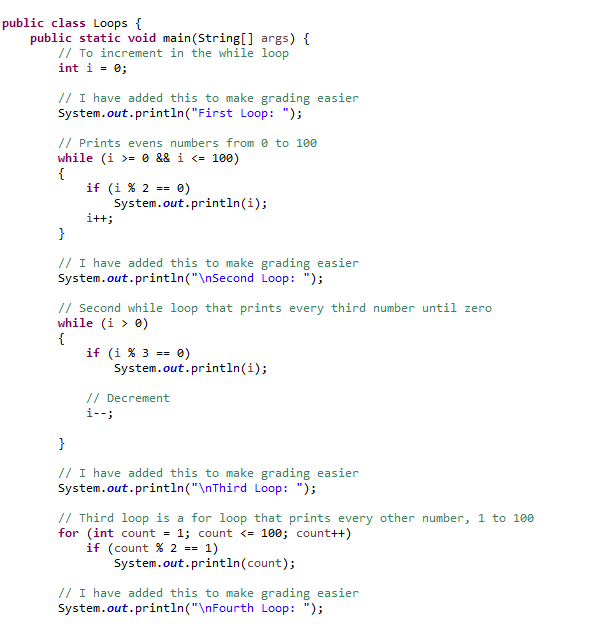 public class Loops {
    public static void main(String[] args) {
        // To increment in the while loop
        int i = 0;

        // I have added this to make grading easier
        System.out.println("First Loop: ");

        // Prints evens numbers from 0 to 100
        while (i >= 0 && i <= 100)
        {
            if (i % 2 == 0)
                System.out.println(i);
            i++;
        }

        // I have added this to make grading easier
        System.out.println("\nSecond Loop: ");

        // Second while loop that prints every third number until zero
        while (i > 0)
        {
            if (i % 3 == 0)
                System.out.println(i);

            // Decrement
            i--;

        }

        // I have added this to make grading easier
        System.out.println("\nThird Loop: ");

        // Third loop is a for loop that prints every other number, 1 to 100
        for (int count = 1; count <= 100; count++)
            if (count % 2 == 1)
                System.out.println(count);

        // I have added this to make grading easier
        System.out.println("\nFourth Loop: ");